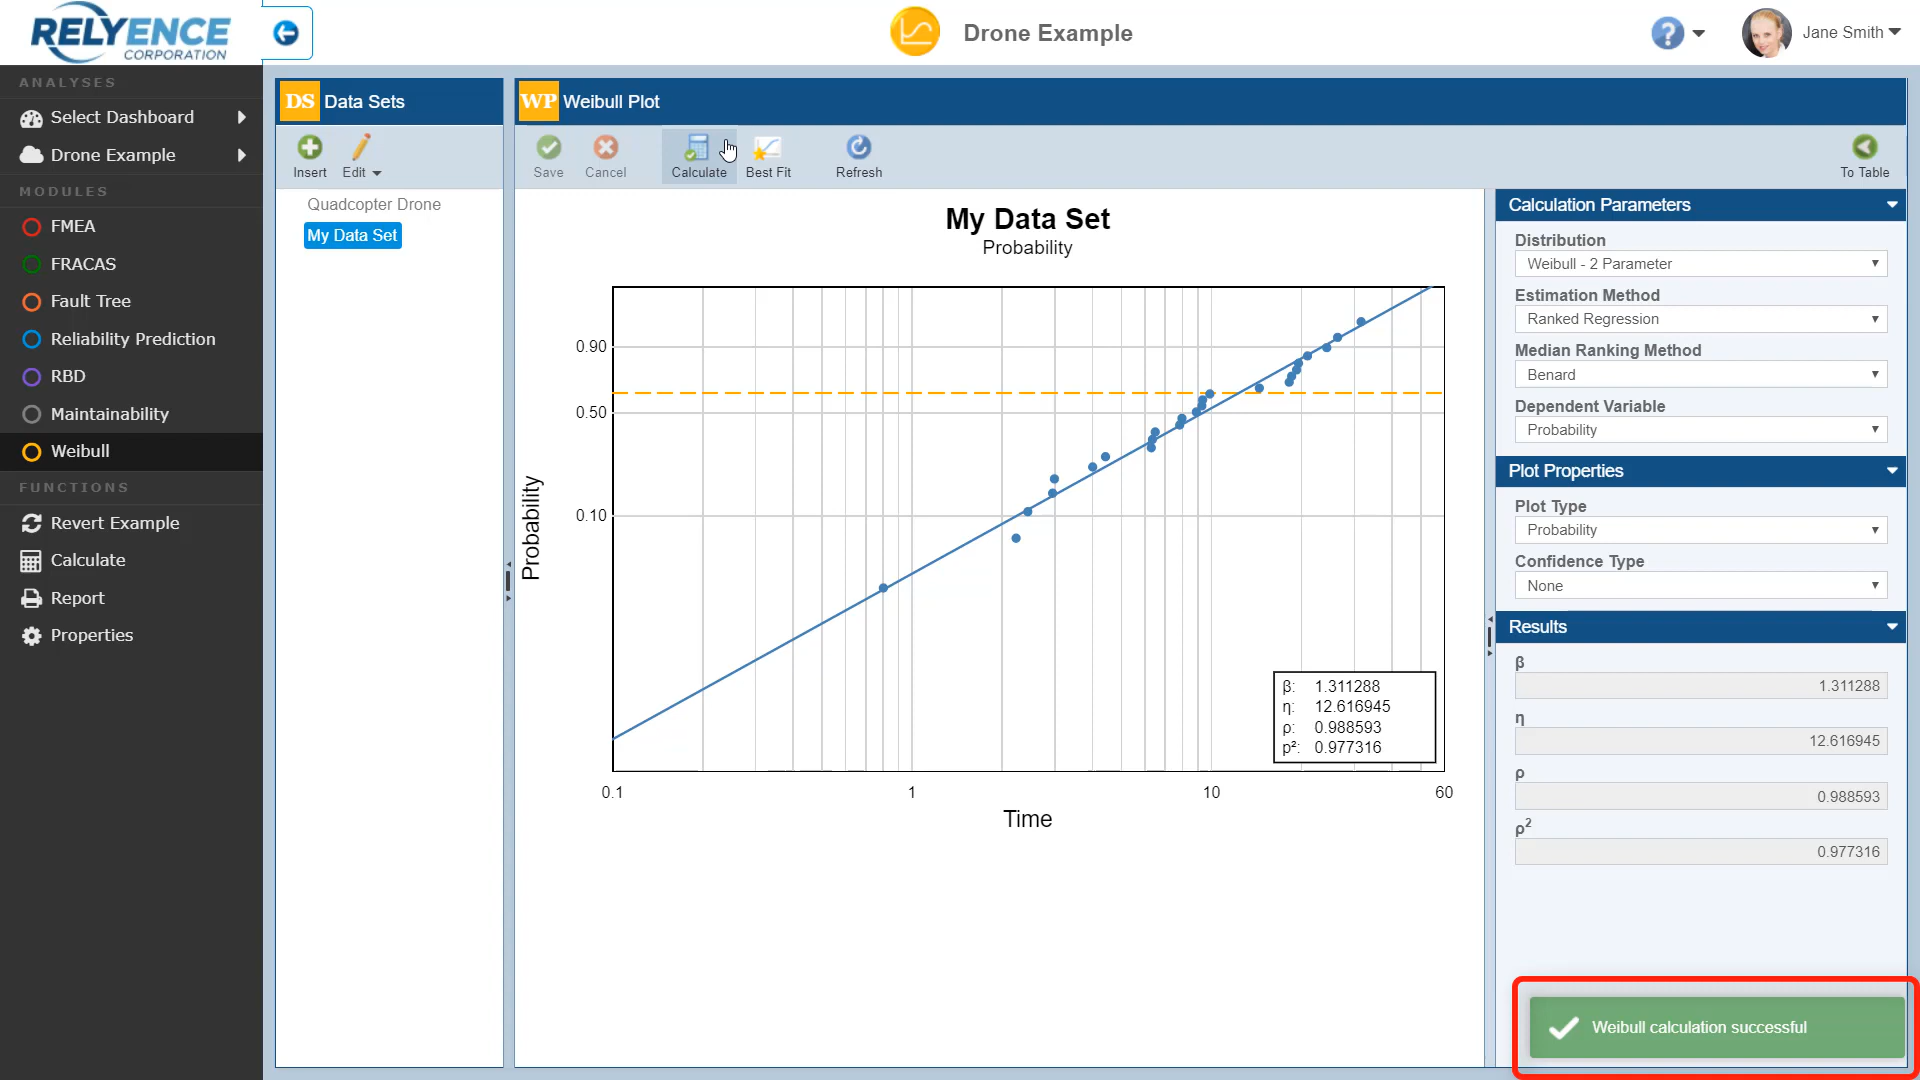 RELYENCE
CORPORATION
Drone Example
?
Jane Smith
ANALYSES
Select Dashboard
Drone Example
MODULES
FMEA
FRACAS
Fault Tree
Reliability Prediction
RBD
Maintainability
Weibull
FUNCTIONS
Revert Example
Calculate
Report
Properties
DS Data Sets
Insert Edit
Quadcopter Drone
My Data Set
WP Weibull Plot
Save Cancel Calculate Best Fit Refresh To Table
My Data Set
Probability
0.90
0.50
0.10
Probability
β: 1.311288
η: 12.616945
ρ: 0.988593
p²: 0.977316
0.1 1 10 60
Time
Calculation Parameters
Distribution
Weibull - 2 Parameter
Estimation Method
Ranked Regression
Median Ranking Method
Benard
Dependent Variable
Probability
Plot Properties
Plot Type
Probability
Confidence Type
None
Results
β
1.311288
η
12.616945
ρ
0.988593
ρ²
0.977316
Weibull calculation successful